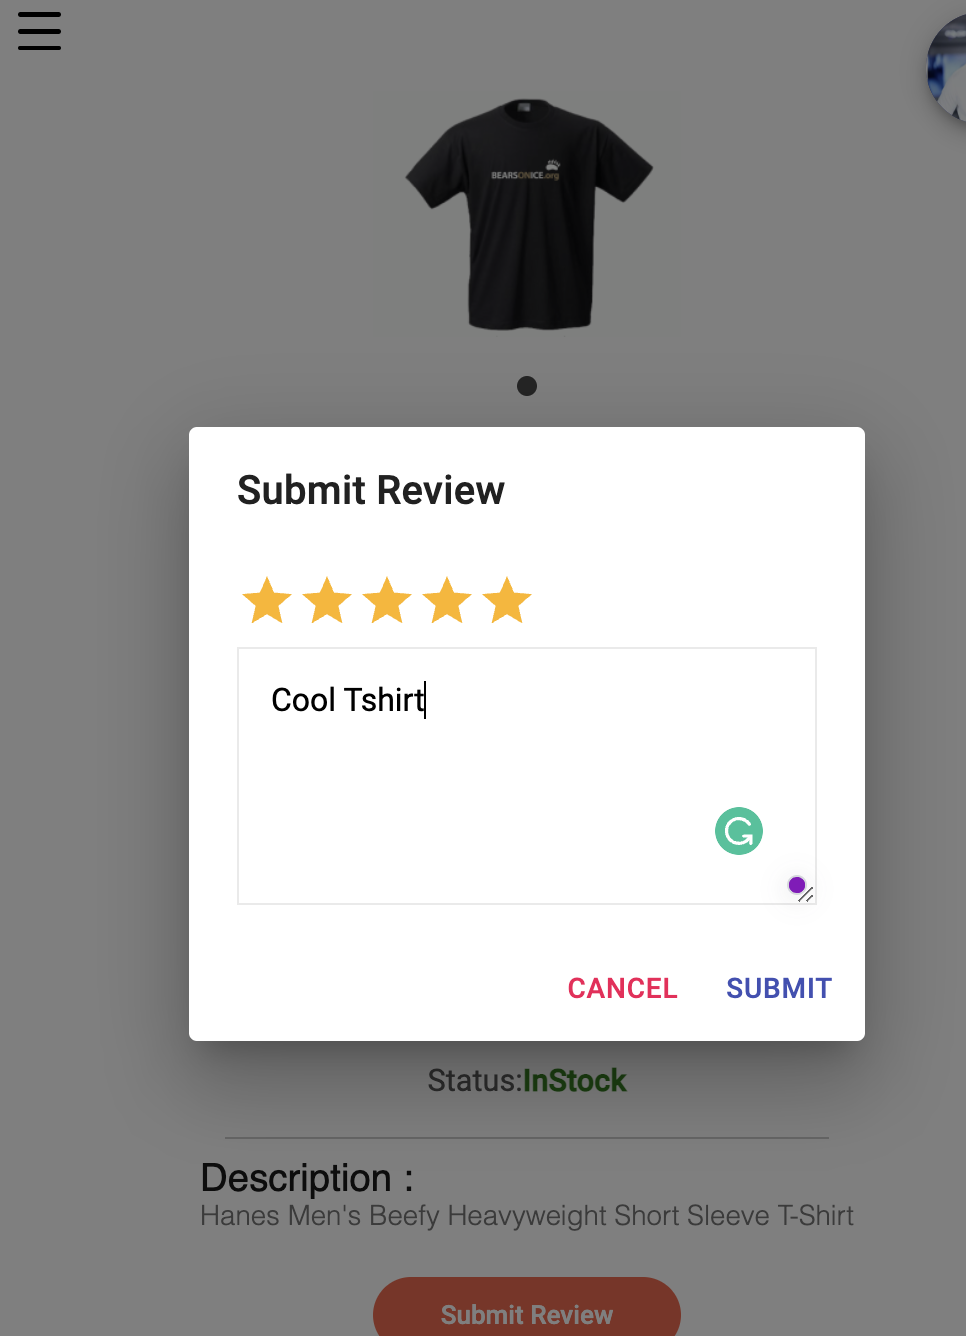 BEARSONICE.org
Submit Review
Cool Tshirt
CANCEL SUBMIT
Status:InStock
Description :
Hanes Men's Beefy Heavyweight Short Sleeve T-Shirt
Submit Review